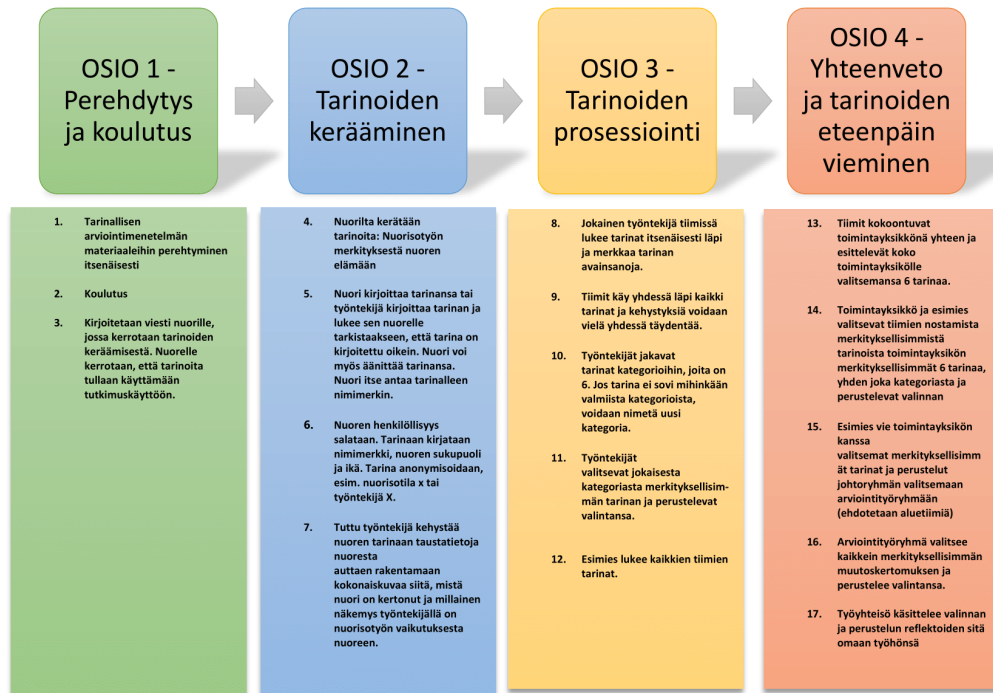 OSIO 1 -
Perehdytys
ja koulutus
OSIO 2 -
Tarinoiden
kerääminen
OSIO 3 -
Tarinoiden
prosessiointi
OSIO 4 -
Yhteenveto
ja tarinoiden
eteenpäin
vieminen
1. Tarinallisen
arviointimenetelmän
materiaaleihin perehtyminen
itsenäisesti
2. Koulutus
3. Kirjoitetaan viesti nuorille,
jossa kerrotaan tarinoiden
keräämisestä. Nuorelle
kerrotaan, että tarinoita
tullaan käyttämään
tutkimuskäyttöön.
4. Nuorilta kerätään
tarinoita: Nuorisotyön
merkityksestä nuoren
elämään
5. Nuori kirjoittaa tarinansa tai
työntekijä kirjoittaa tarinan ja
lukee sen nuorelle
tarkistaakseen, että tarina on
kirjoitettu oikein. Nuori voi
myös äänittää tarinansa.
Nuori itse antaa tarinalleen
nimimerkin.
6. Nuoren henkilöllisyys
salataan. Tarinaan kirjataan
nimimerkki, nuoren sukupuoli
ja ikä. Tarina anonymisoidaan,
esim. nuorisotila x tai
työntekijä X.
7. Tuttu työntekijä kehystää
nuoren tarinaan taustatietoja
nuoresta
auttaen rakentamaan
kokonaiskuvaa siitä, mistä
nuori on kertonut ja millainen
näkemys työntekijällä on
nuorisotyön vaikutuksesta
nuoreen.
8. Jokainen työntekijä tiimissä
lukee tarinat itsenäisesti läpi
ja merkkaa tarinan
avainsanoja.
9. Tiimit käy yhdessä läpi kaikki
tarinat ja kehystyksiä voidaan
vielä yhdessä täydentää.
10. Työntekijät jakavat
tarinat kategorioihin, joita on
6. Jos tarina ei sovi mihinkään
valmiista kategorioista,
voidaan nimetä uusi
kategoria.
11. Työntekijät
valitsevat jokaisesta
kategoriasta merkityksellisim-
män tarinan ja perustelevat
valintansa.
12. Esimies lukee kaikkien tiimien
tarinat.
13. Tiimit kokoontuvat
toimintayksikkönä yhteen ja
esittelevät koko
toimintayksikölle
valitsemansa 6 tarinaa.
14. Toimintayksikkö ja esimies
valitsevat tiimien nostamista
merkityksellisimmistä
tarinoista toimintayksikön
merkityksellisimmät 6 tarinaa,
yhden joka kategoriasta ja
perustelevat valinnan
15. Esimies vie toimintayksikön
kanssa
valitsemat merkityksellisimm
ät tarinat ja perustelut
johtoryhmän valitsemaan
arviointityöryhmään
(ehdotetaan aluetiimiä)
16. Arviointityöryhmä valitsee
kaikkein merkityksellisimmän
muutoskertomuksen ja
perustelee valintansa.
17. Työyhteisö käsittelee valinnan
ja perustelun reflektoiden sitä
omaan työhönsä